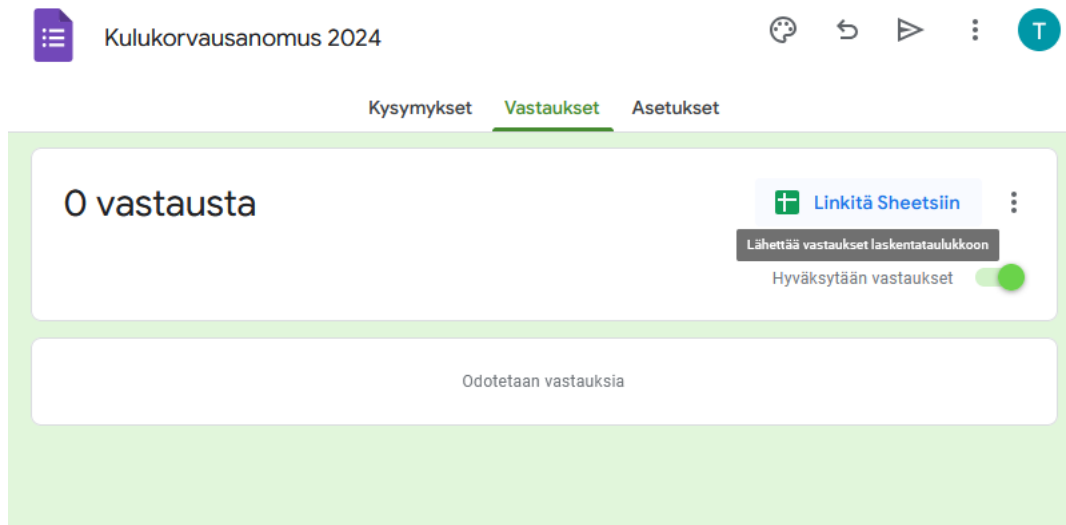 Kulukorvausanomus 2024
T
Kysymykset Vastaukset Asetukset
0 vastausta
Linkitä Sheetsiin
Lähettää vastaukset laskentataulukkoon
Hyväksytään vastaukset
Odotetaan vastauksia